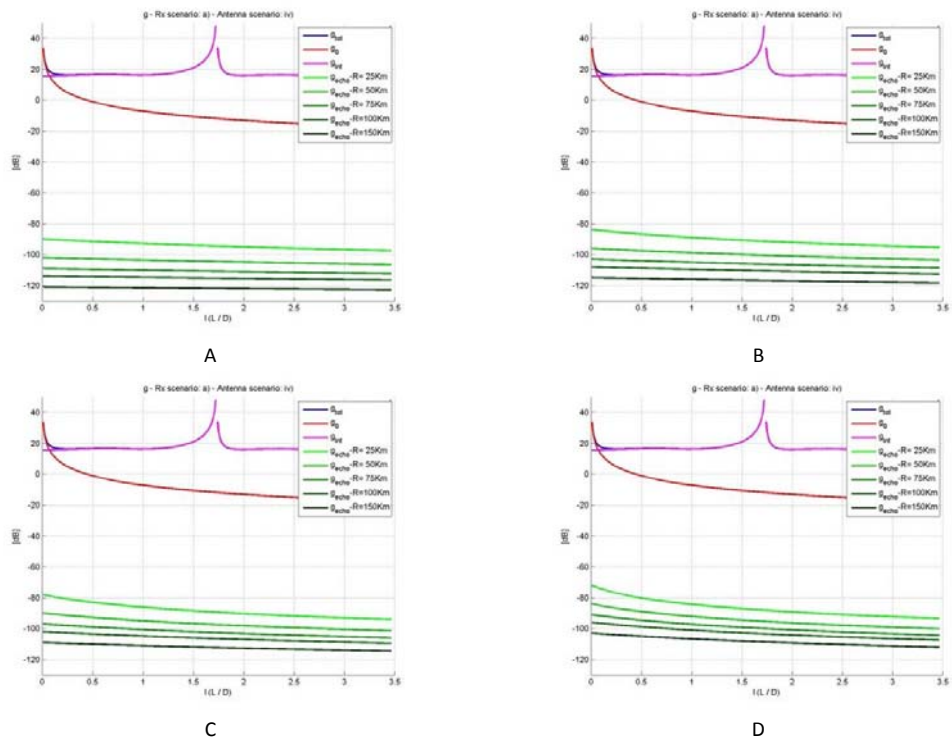 g - Rx scenario: a) - Antenna scenario: iv)
[dB]
40
20
0
-20
-40
-60
-80
-100
-120
g_tot
g_0
g_int
g_echo-R= 25Km
g_echo-R= 50Km
g_echo-R= 75Km
g_echo-R=100Km
g_echo-R=150Km
0 0.5 1 1.5 2 2.5 3 3.5
l (L / D)
A
g - Rx scenario: a) - Antenna scenario: iv)
[dB]
40
20
0
-20
-40
-60
-80
-100
-120
g_tot
g_0
g_int
g_echo-R= 25Km
g_echo-R= 50Km
g_echo-R= 75Km
g_echo-R=100Km
g_echo-R=150Km
0 0.5 1 1.5 2 2.5 3 3.5
l (L / D)
B
g - Rx scenario: a) - Antenna scenario: iv)
[dB]
40
20
0
-20
-40
-60
-80
-100
-120
g_tot
g_0
g_int
g_echo-R= 25Km
g_echo-R= 50Km
g_echo-R= 75Km
g_echo-R=100Km
g_echo-R=150Km
0 0.5 1 1.5 2 2.5 3 3.5
l (L / D)
C
g - Rx scenario: a) - Antenna scenario: iv)
[dB]
40
20
0
-20
-40
-60
-80
-100
-120
g_tot
g_0
g_int
g_echo-R= 25Km
g_echo-R= 50Km
g_echo-R= 75Km
g_echo-R=100Km
g_echo-R=150Km
0 0.5 1 1.5 2 2.5 3 3.5
l (L / D)
D